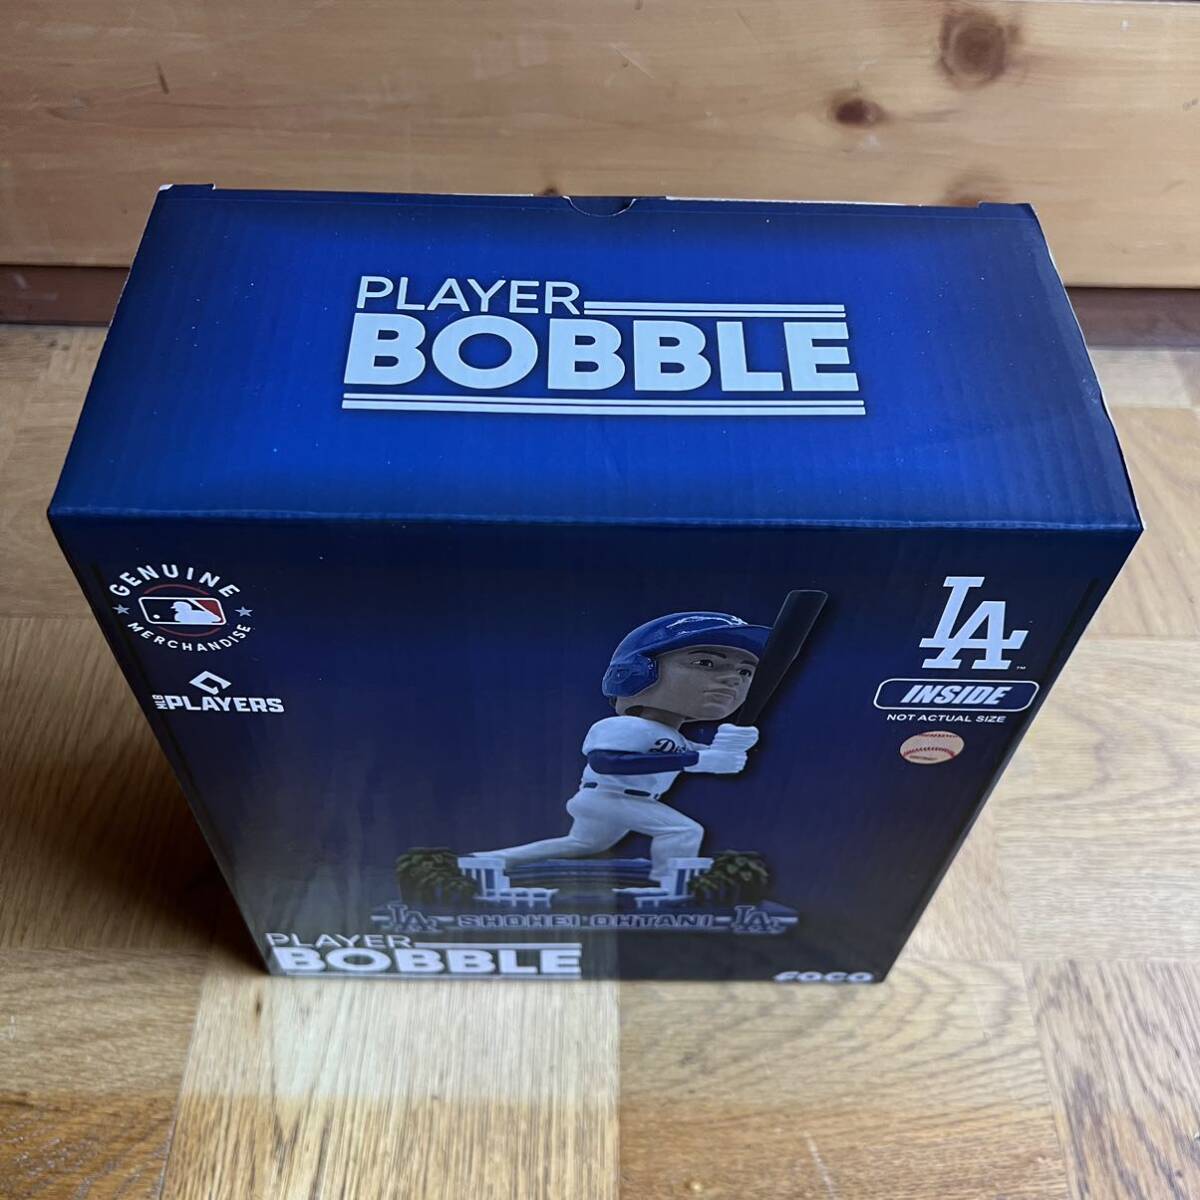 PLAYER
BOBBLE
GENUINE
MERCHANDISE
MLB PLAYERS
LA
INSIDE
NOT ACTUAL SIZE
LA SHOHEI OHTANI LA
PLAYER
BOBBLE
FOCO